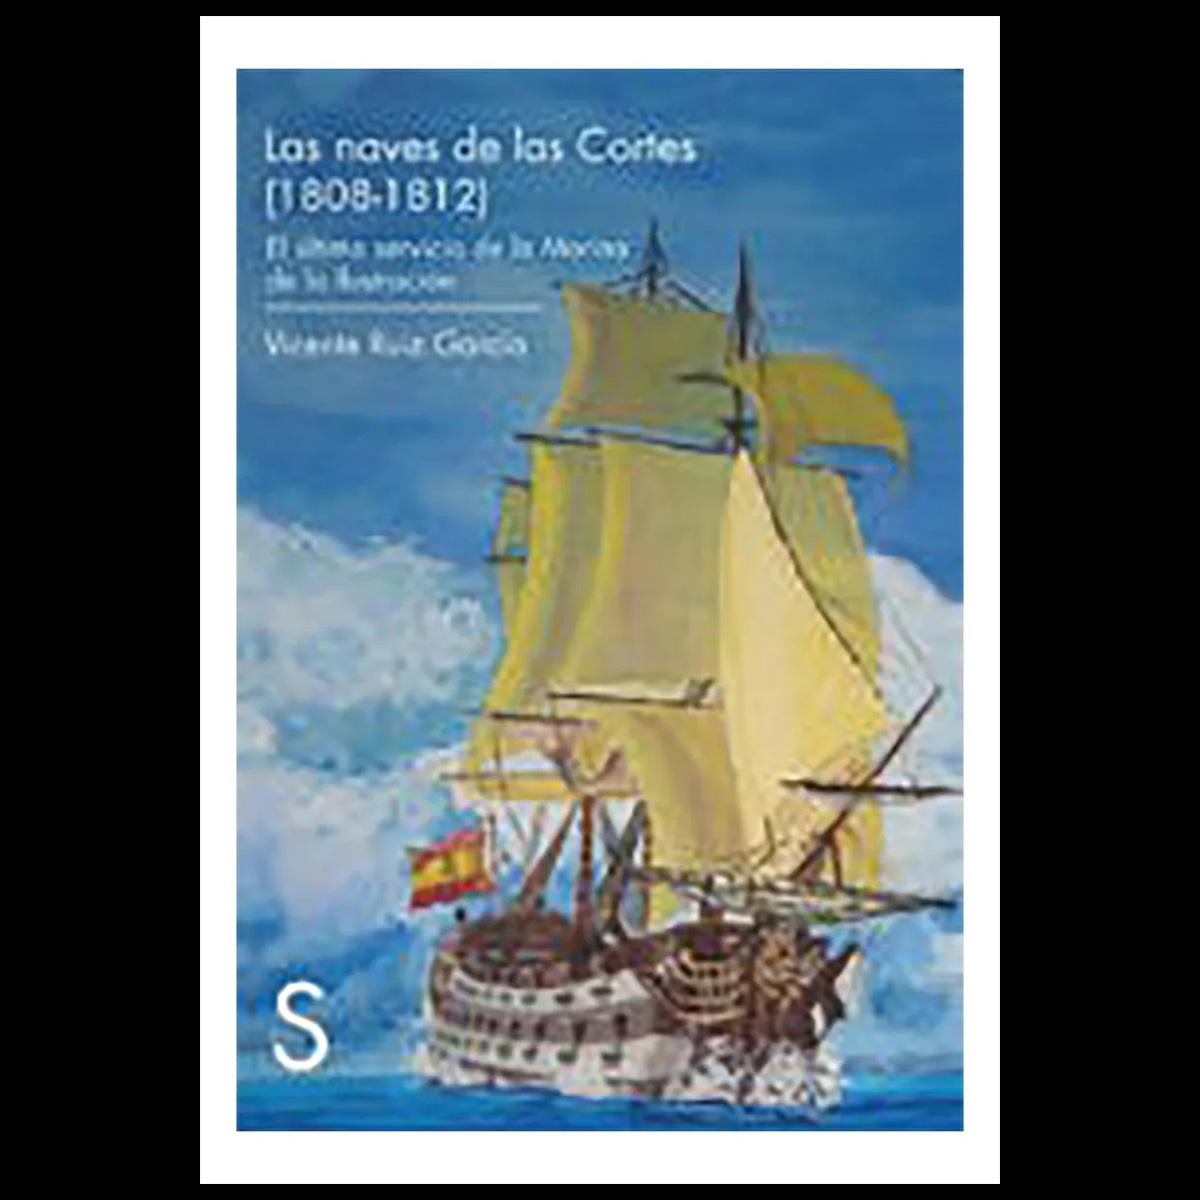 Las naves de las Cortes
(1808-1812)
El último servicio de la Marina
de la Ilustración
Vicente Ruiz García
S